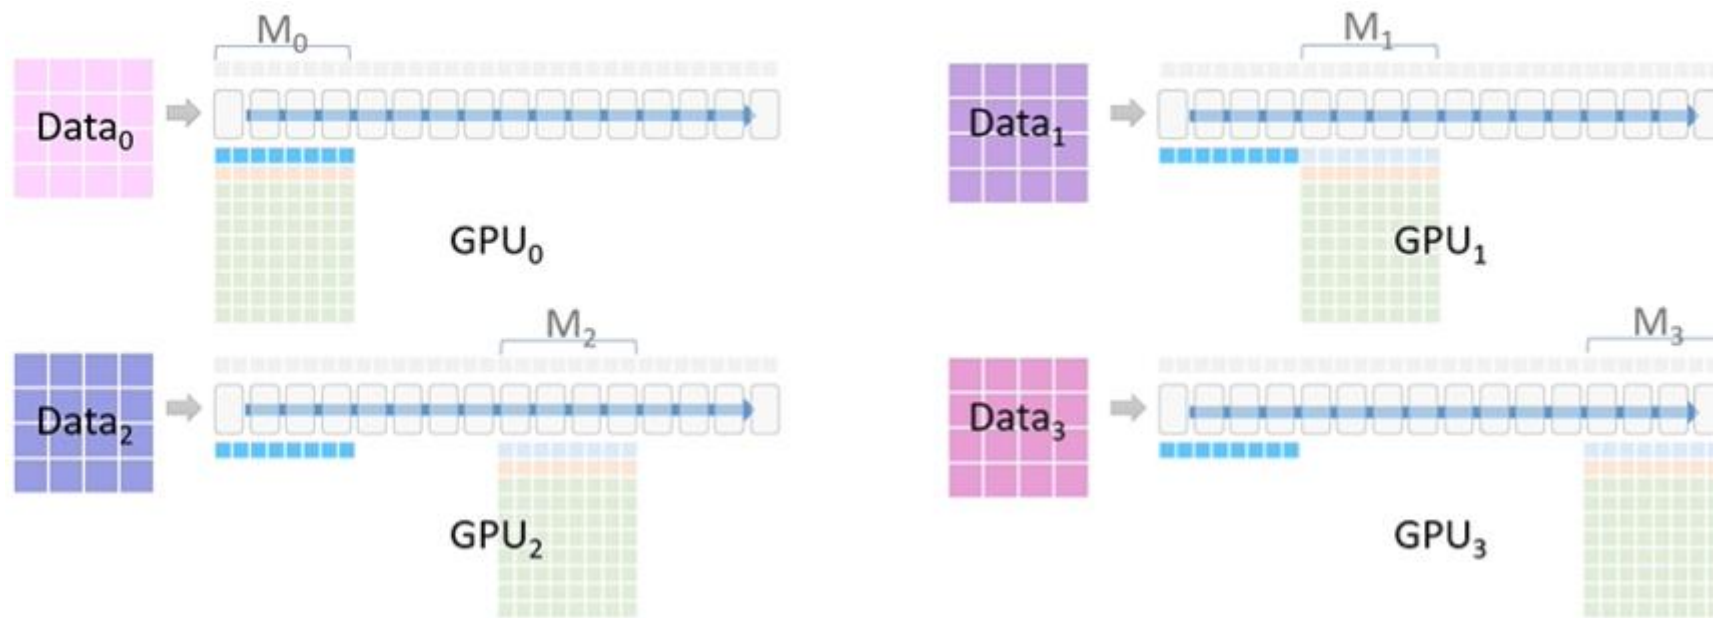 M₀
M₁
Data₀
Data₁
GPU₀
GPU₁
M₂
M₃
Data₂
Data₃
GPU₂
GPU₃